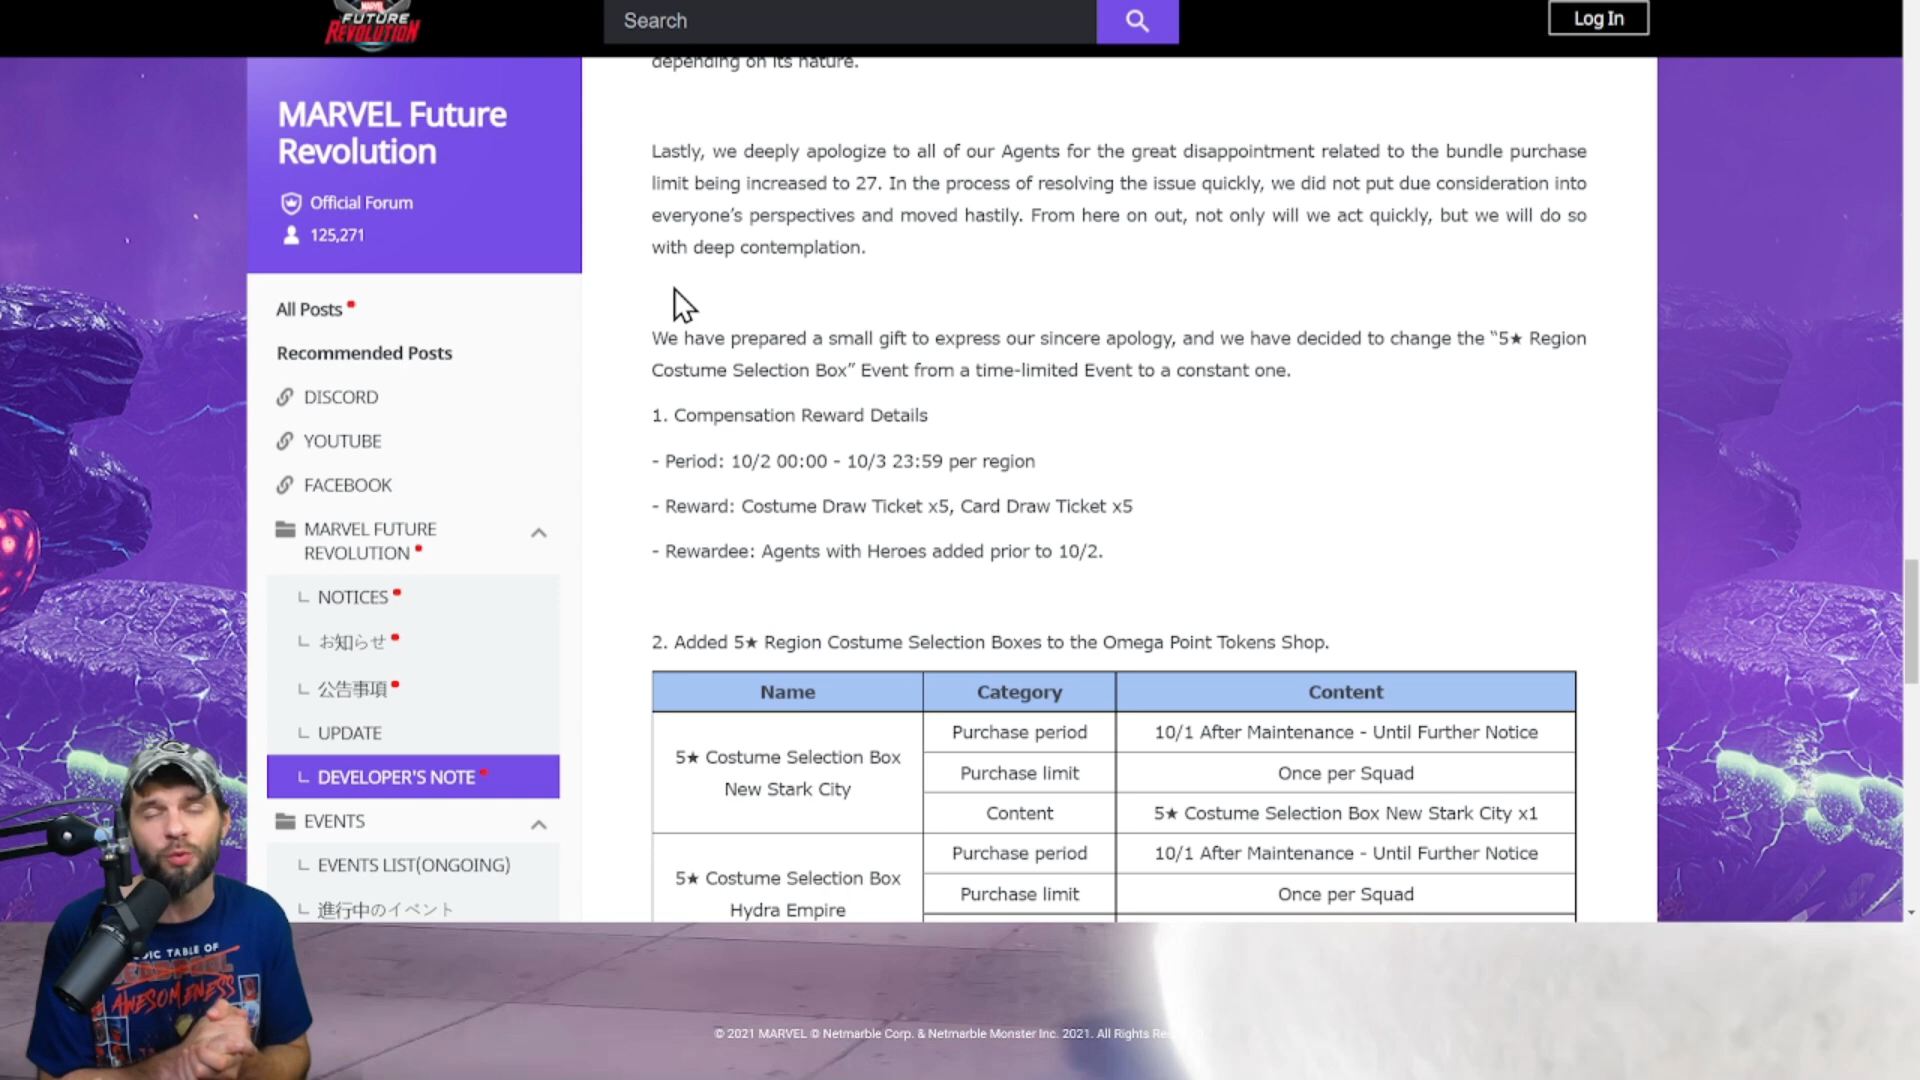 MARVEL
FUTURE
REVOLUTION
Search
Log In
MARVEL Future
Revolution
Official Forum
125,271
All Posts
Recommended Posts
DISCORD
YOUTUBE
FACEBOOK
MARVEL FUTURE
REVOLUTION
NOTICES
お知らせ
公告事項
UPDATE
DEVELOPER'S NOTE
EVENTS
EVENTS LIST(ONGOING)
進行中のイベント
depending on its nature.
Lastly, we deeply apologize to all of our Agents for the great disappointment related to the bundle purchase
limit being increased to 27. In the process of resolving the issue quickly, we did not put due consideration into
everyone’s perspectives and moved hastily. From here on out, not only will we act quickly, but we will do so
with deep contemplation.
We have prepared a small gift to express our sincere apology, and we have decided to change the “5★ Region
Costume Selection Box” Event from a time-limited Event to a constant one.
1. Compensation Reward Details
- Period: 10/2 00:00 - 10/3 23:59 per region
- Reward: Costume Draw Ticket x5, Card Draw Ticket x5
- Rewardee: Agents with Heroes added prior to 10/2.
2. Added 5★ Region Costume Selection Boxes to the Omega Point Tokens Shop.
Name Category Content
5★ Costume Selection Box
New Stark City
Purchase period 10/1 After Maintenance - Until Further Notice
Purchase limit Once per Squad
Content 5★ Costume Selection Box New Stark City x1
5★ Costume Selection Box
Hydra Empire
Purchase period 10/1 After Maintenance - Until Further Notice
Purchase limit Once per Squad
TABLE OF
AWESOMENESS
© 2021 MARVEL © Netmarble Corp. & Netmarble Monster Inc. 2021. All Rights